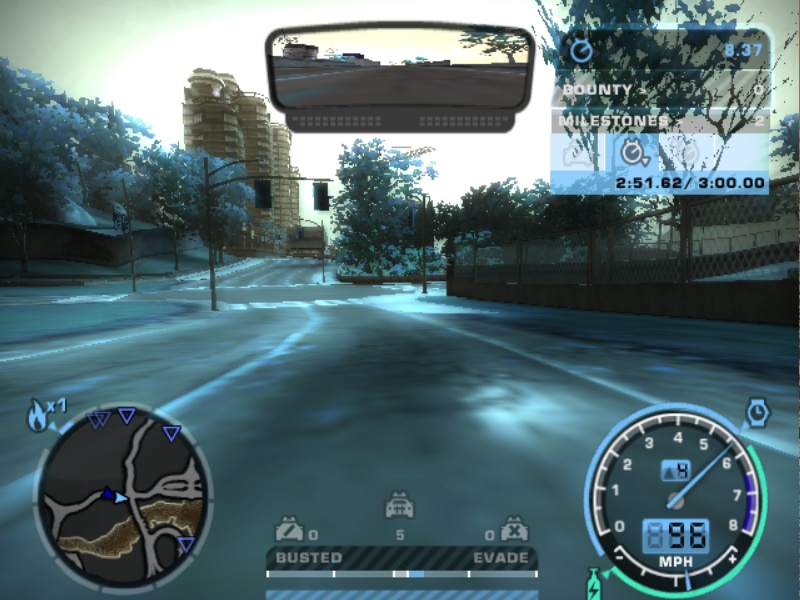 8.37
BOUNTY 0
MILESTONES 2
2:51.62/ 3:00.00
x1
0 5 0
BUSTED EVADE
0 1 2 3 4 5 6 7 8
4
96
MPH
- +